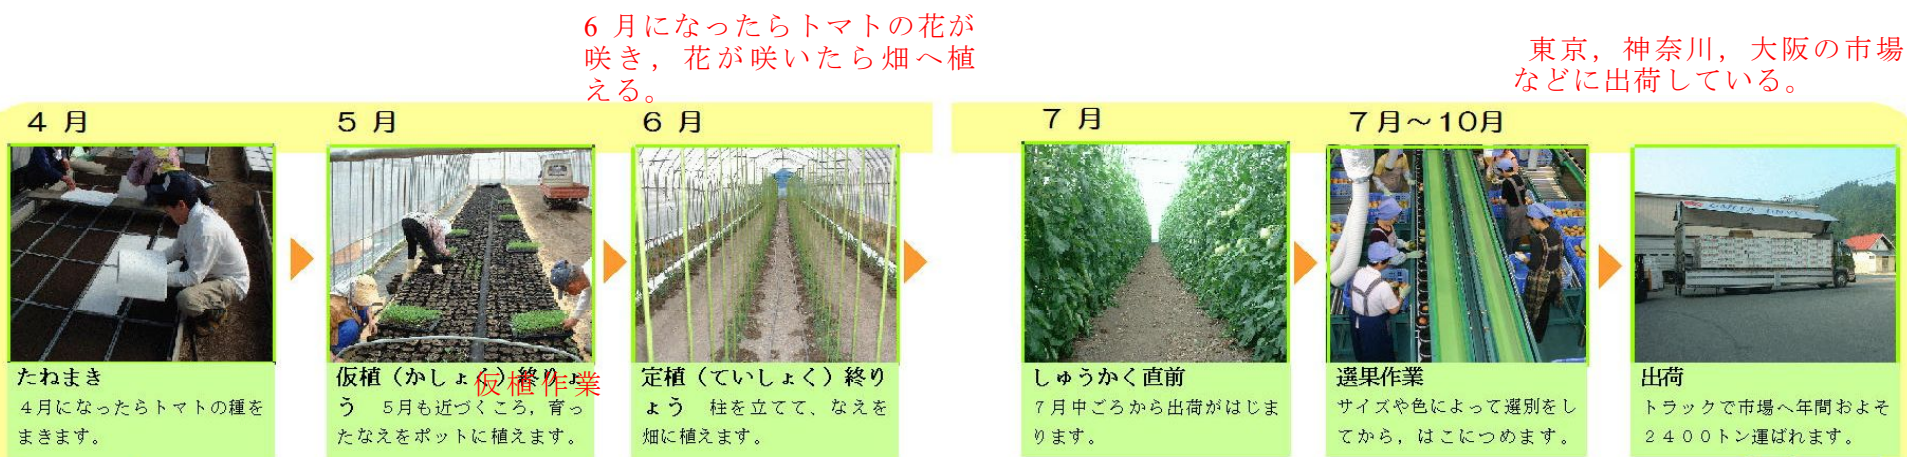 6 月になったらトマトの花が
咲き，花が咲いたら畑へ植
える。
東京，神奈川，大阪の市場
などに出荷している。
４月
５月
６月
７月
７月～１０月
たねまき
４月になったらトマトの種を
まきます。
仮植（かしょく）終りょ
う　５月も近づくころ，育っ
たなえをポットに植えます。
仮植作業
定植（ていしょく）終り
ょう　柱を立てて、なえを
畑に植えます。
しゅうかく直前
７月中ごろから出荷がはじま
ります。
選果作業
サイズや色によって選別をし
てから，はこにつめます。
出荷
トラックで市場へ年間およそ
２４００トン運ばれます。